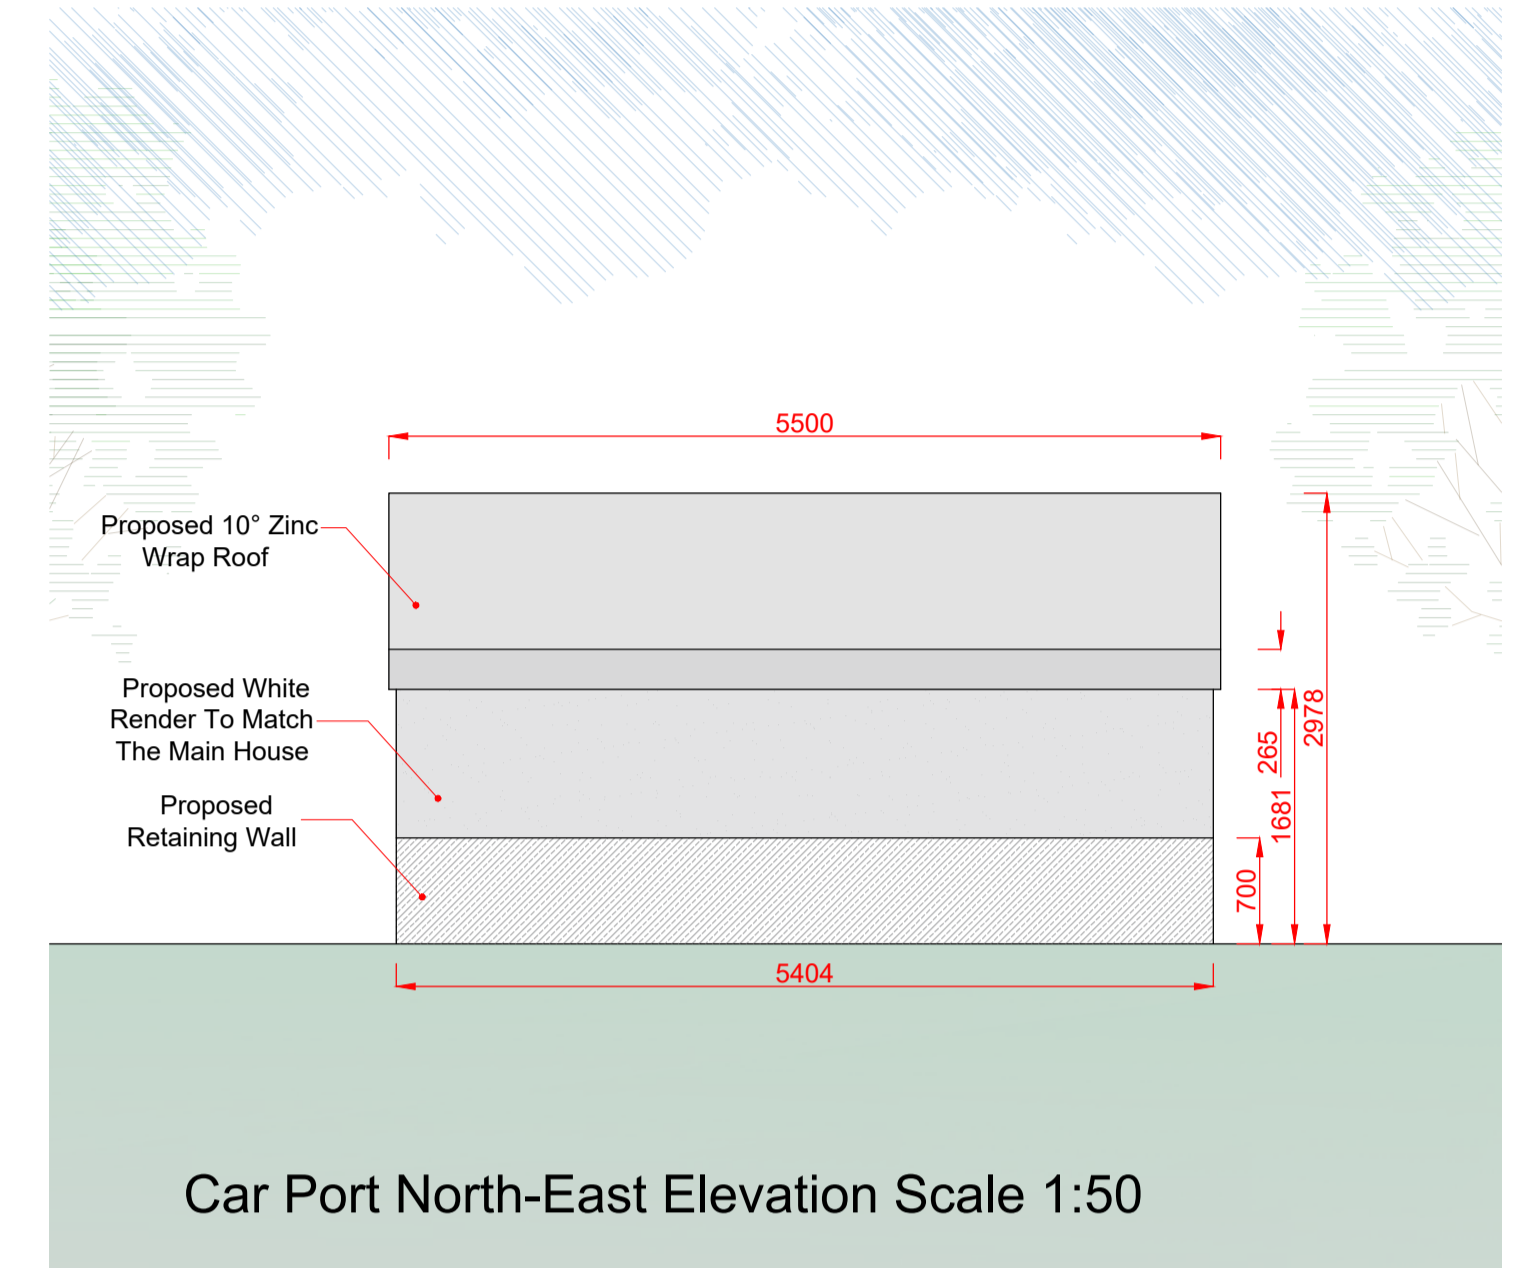 5500
Proposed 10° Zinc
Wrap Roof
Proposed White
Render To Match
The Main House
Proposed
Retaining Wall
2978
265
1681
700
5404
Car Port North-East Elevation Scale 1:50